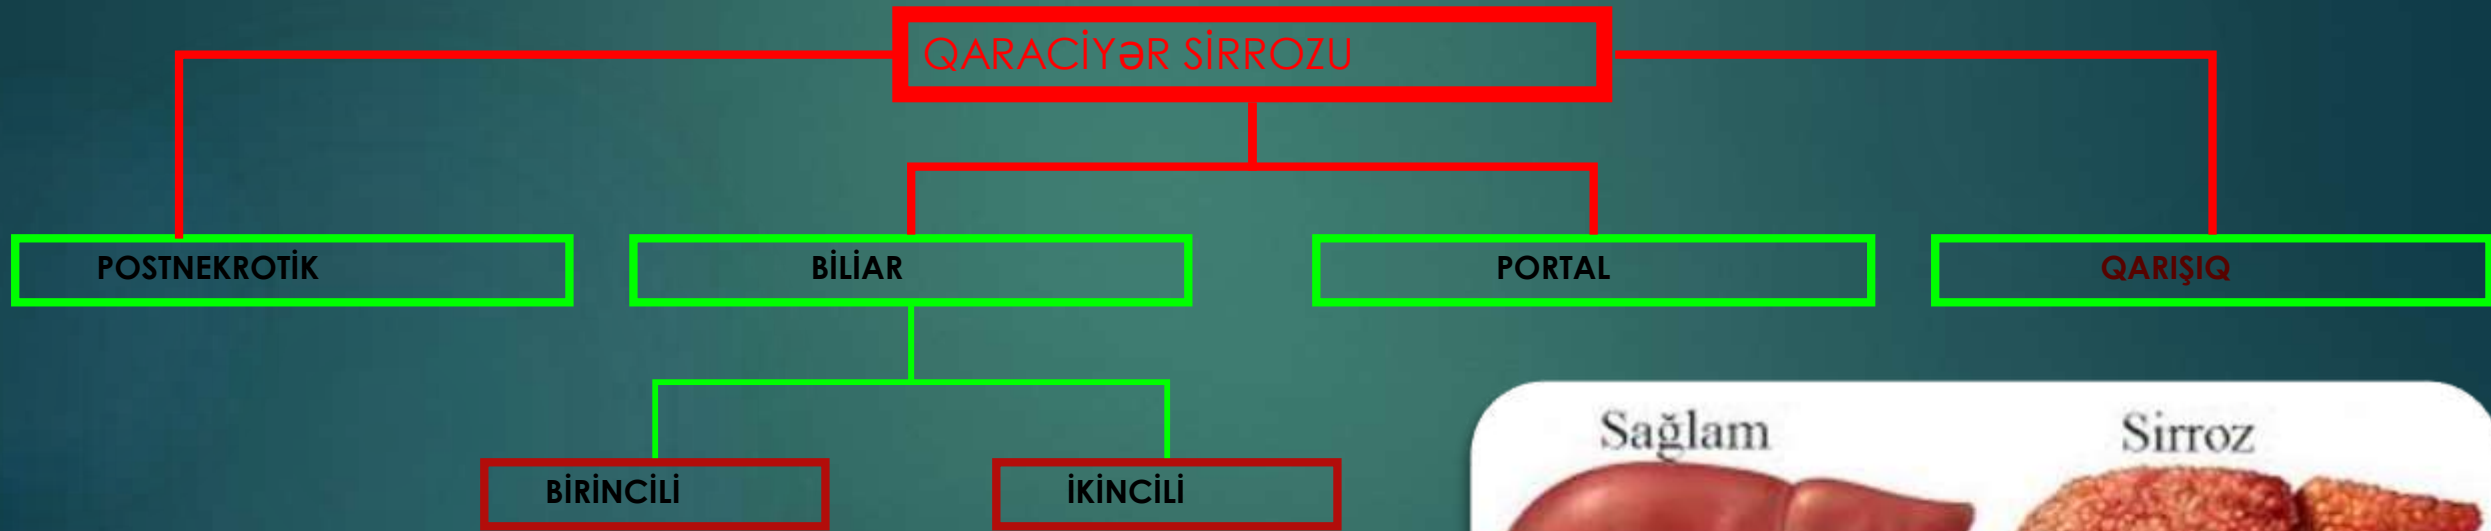 QARACİYƏR SİRROZU
POSTNEKROTİK
BİLİAR
PORTAL
QARIŞIQ
BİRİNCİLİ
İKİNCİLİ
Sağlam
Sirroz